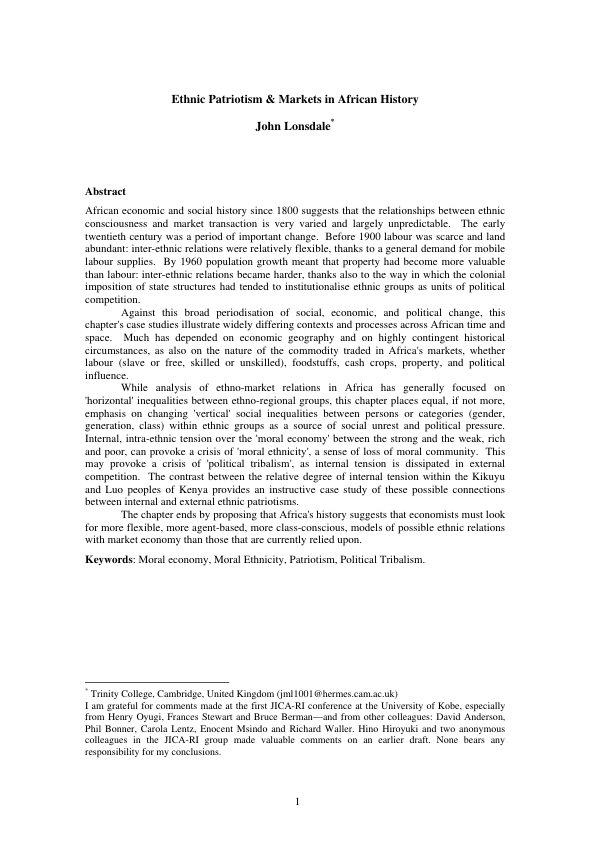 Ethnic Patriotism & Markets in African History
John Lonsdale*
Abstract
African economic and social history since 1800 suggests that the relationships between ethnic
consciousness and market transaction is very varied and largely unpredictable. The early
twentieth century was a period of important change. Before 1900 labour was scarce and land
abundant: inter-ethnic relations were relatively flexible, thanks to a general demand for mobile
labour supplies. By 1960 population growth meant that property had become more valuable
than labour: inter-ethnic relations became harder, thanks also to the way in which the colonial
imposition of state structures had tended to institutionalise ethnic groups as units of political
competition.
Against this broad periodisation of social, economic, and political change, this
chapter's case studies illustrate widely differing contexts and processes across African time and
space. Much has depended on economic geography and on highly contingent historical
circumstances, as also on the nature of the commodity traded in Africa's markets, whether
labour (slave or free, skilled or unskilled), foodstuffs, cash crops, property, and political
influence.
While analysis of ethno-market relations in Africa has generally focused on
'horizontal' inequalities between ethno-regional groups, this chapter places equal, if not more,
emphasis on changing 'vertical' social inequalities between persons or categories (gender,
generation, class) within ethnic groups as a source of social unrest and political pressure.
Internal, intra-ethnic tension over the 'moral economy' between the strong and the weak, rich
and poor, can provoke a crisis of 'moral ethnicity', a sense of loss of moral community. This
may provoke a crisis of 'political tribalism', as internal tension is dissipated in external
competition. The contrast between the relative degree of internal tension within the Kikuyu
and Luo peoples of Kenya provides an instructive case study of these possible connections
between internal and external ethnic patriotisms.
The chapter ends by proposing that Africa's history suggests that economists must look
for more flexible, more agent-based, more class-conscious, models of possible ethnic relations
with market economy than those that are currently relied upon.
Keywords: Moral economy, Moral Ethnicity, Patriotism, Political Tribalism.
* Trinity College, Cambridge, United Kingdom (jml1001@hermes.cam.ac.uk)
I am grateful for comments made at the first JICA-RI conference at the University of Kobe, especially
from Henry Oyugi, Frances Stewart and Bruce Berman—and from other colleagues: David Anderson,
Phil Bonner, Carola Lentz, Enocent Msindo and Richard Waller. Hino Hiroyuki and two anonymous
colleagues in the JICA-RI group made valuable comments on an earlier draft. None bears any
responsibility for my conclusions.
1